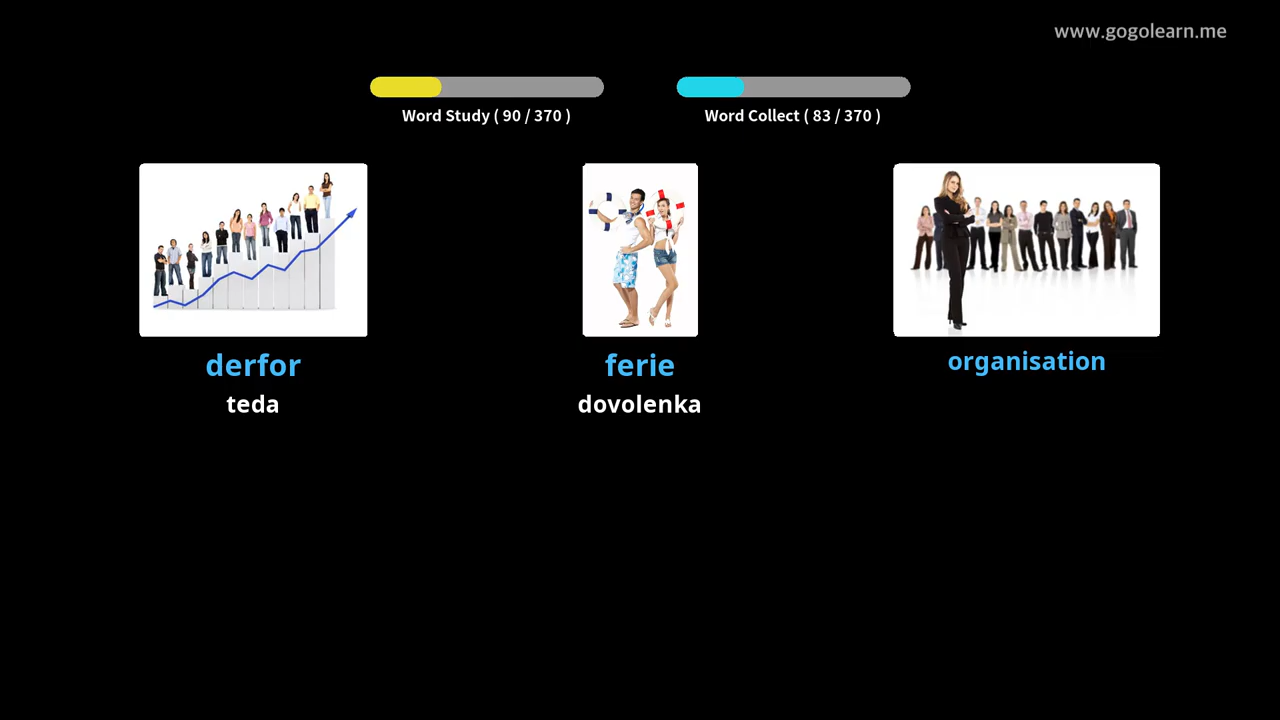 www.gogolearn.me
Word Study ( 90 / 370 )
Word Collect ( 83 / 370 )
derfor
ferie
organisation
teda
dovolenka